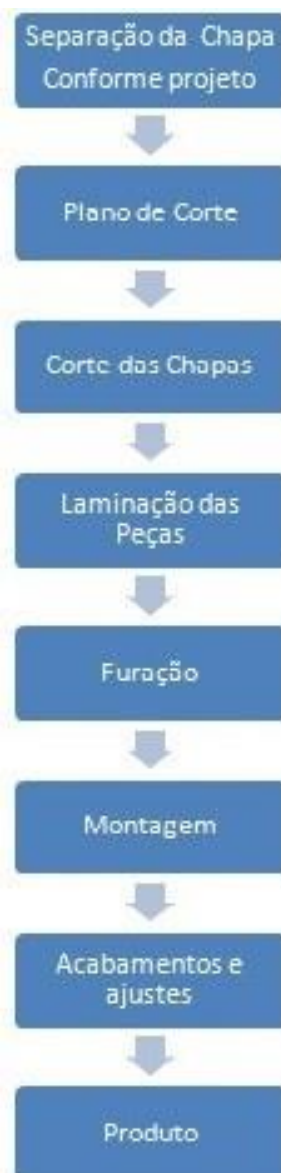 Separação da Chapa
Conforme projeto
Plano de Corte
Corte das Chapas
Laminação das
Peças
Furação
Montagem
Acabamentos e
ajustes
Produto